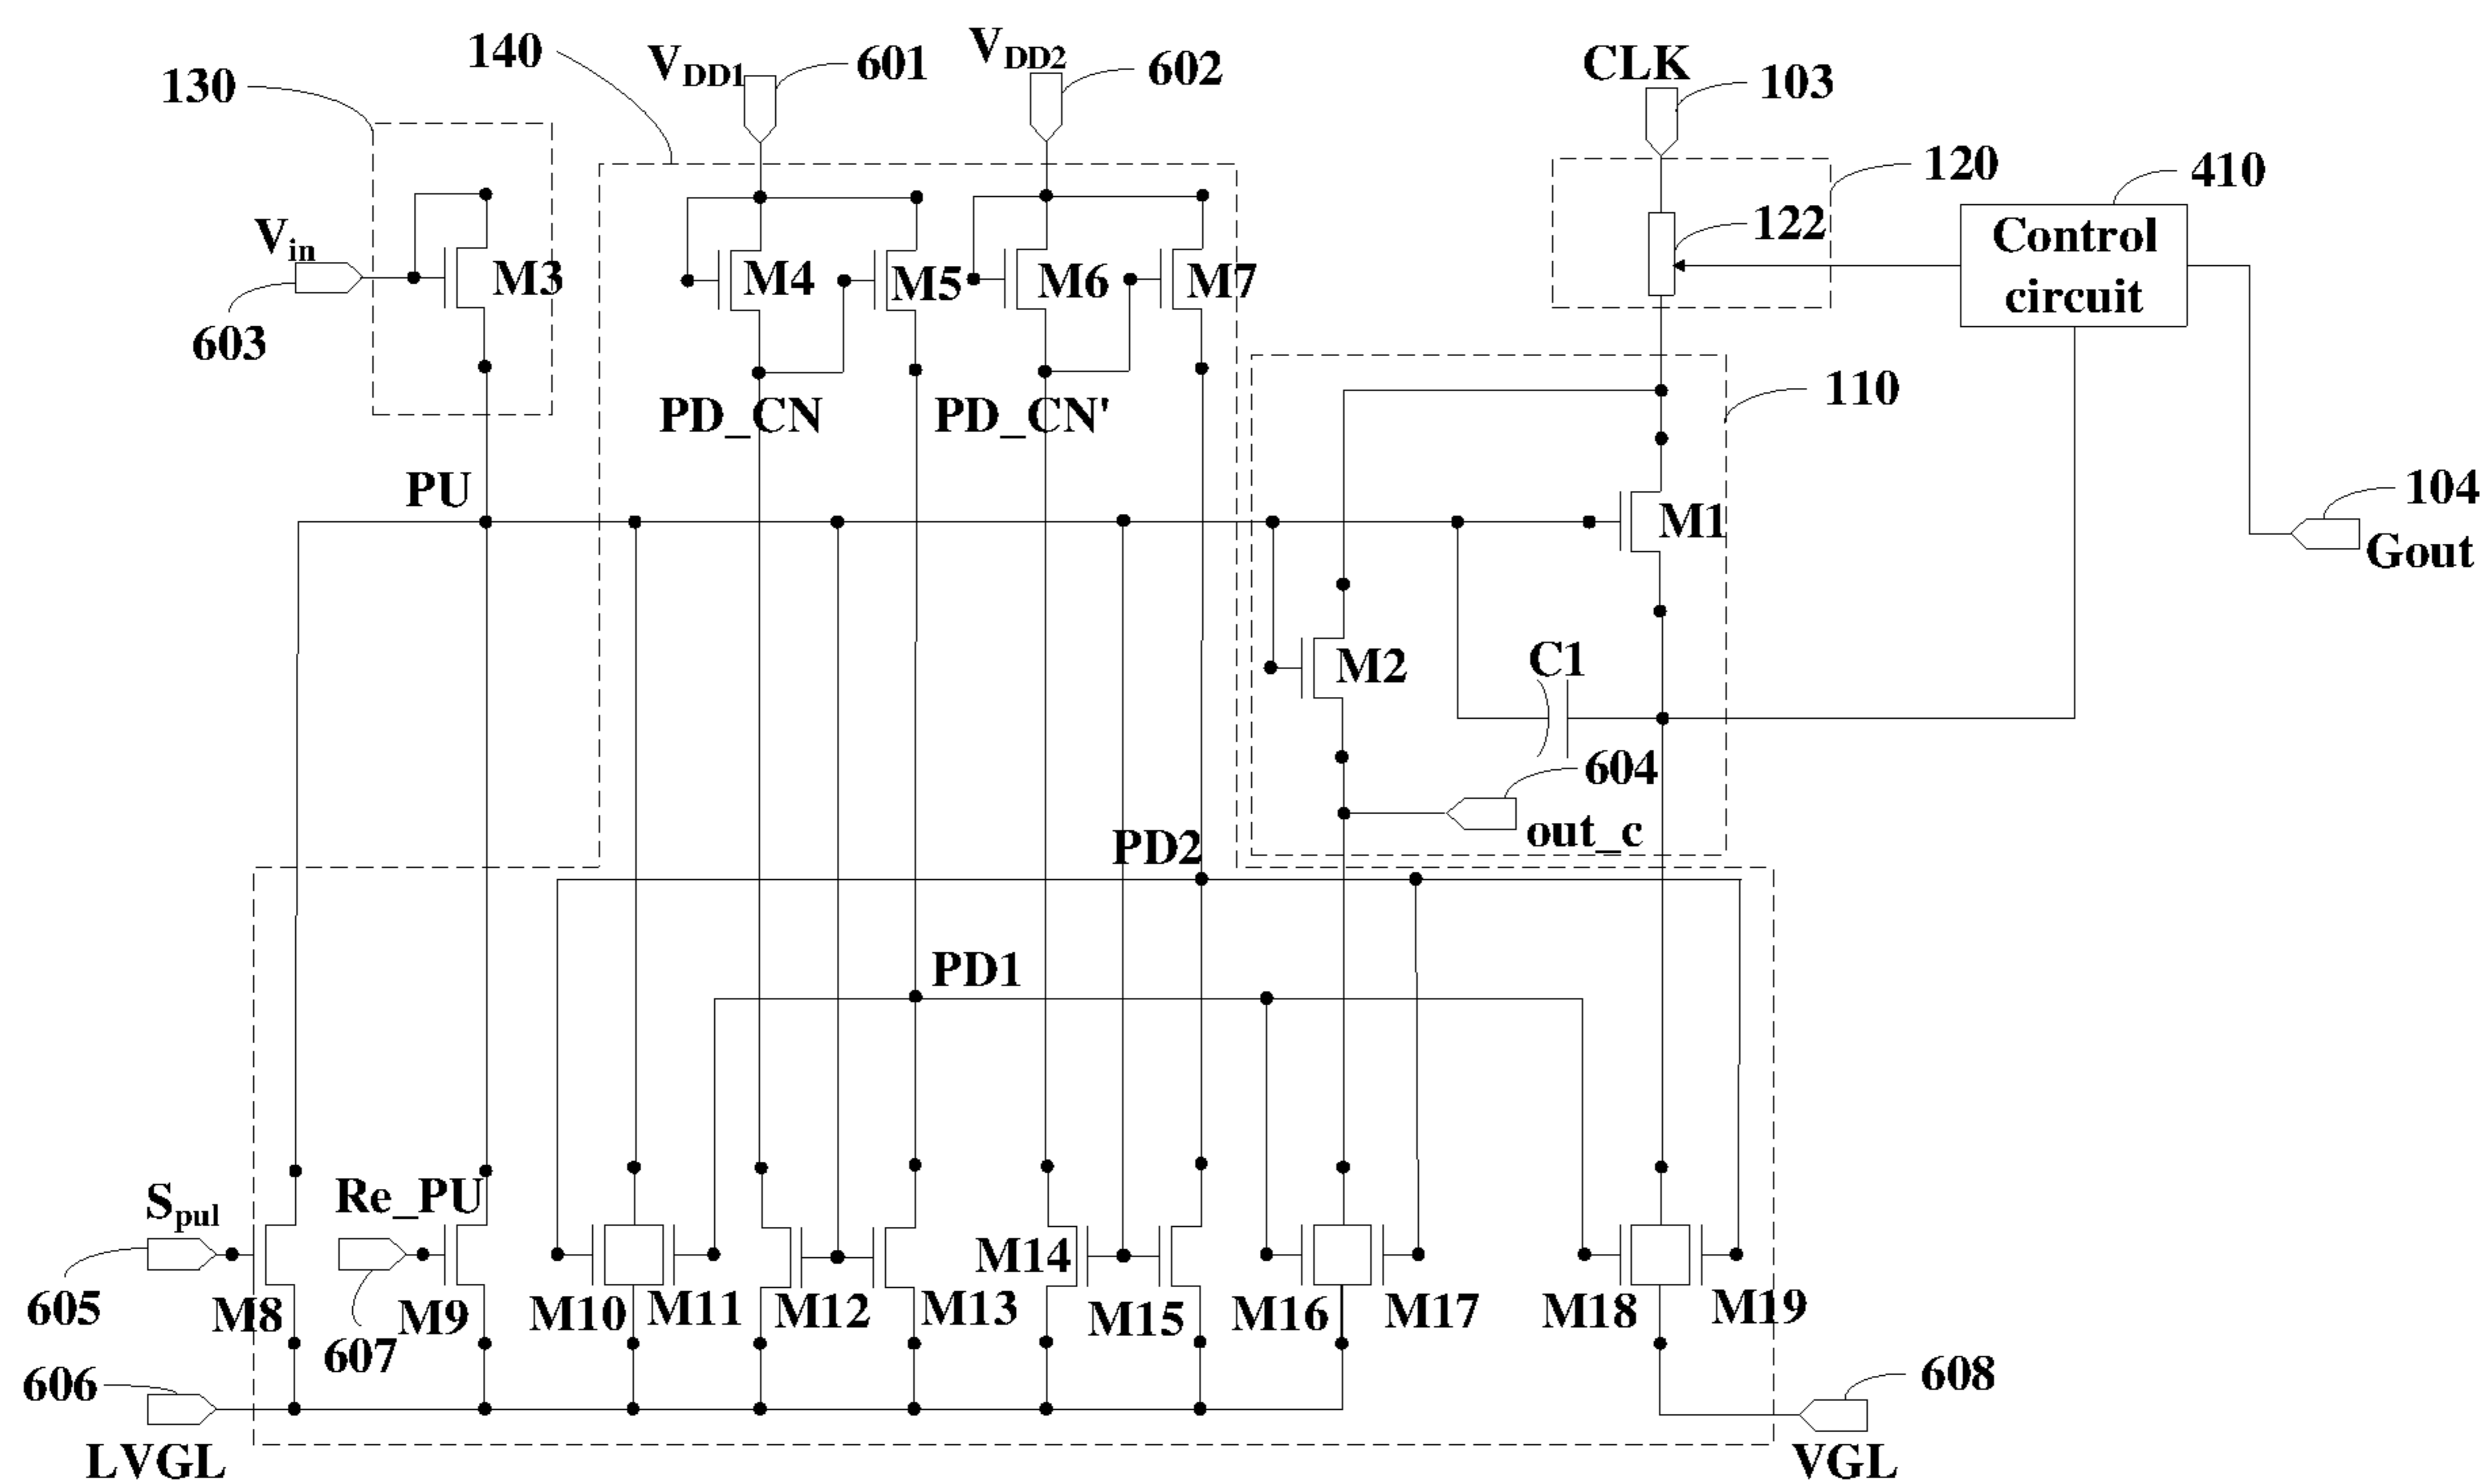 140
VDD1
601
VDD2
602
CLK
103
130
120
410
122
Control
circuit
Vin
603
M3
M4
M5
M6
M7
110
PD_CN
PD_CN'
PU
104
Gout
M1
M2
C1
604
out_c
PD2
PD1
Spul
605
Re_PU
607
M8
M9
M10
M11
M12
M13
M14
M15
M16
M17
M18
M19
606
LVGL
608
VGL